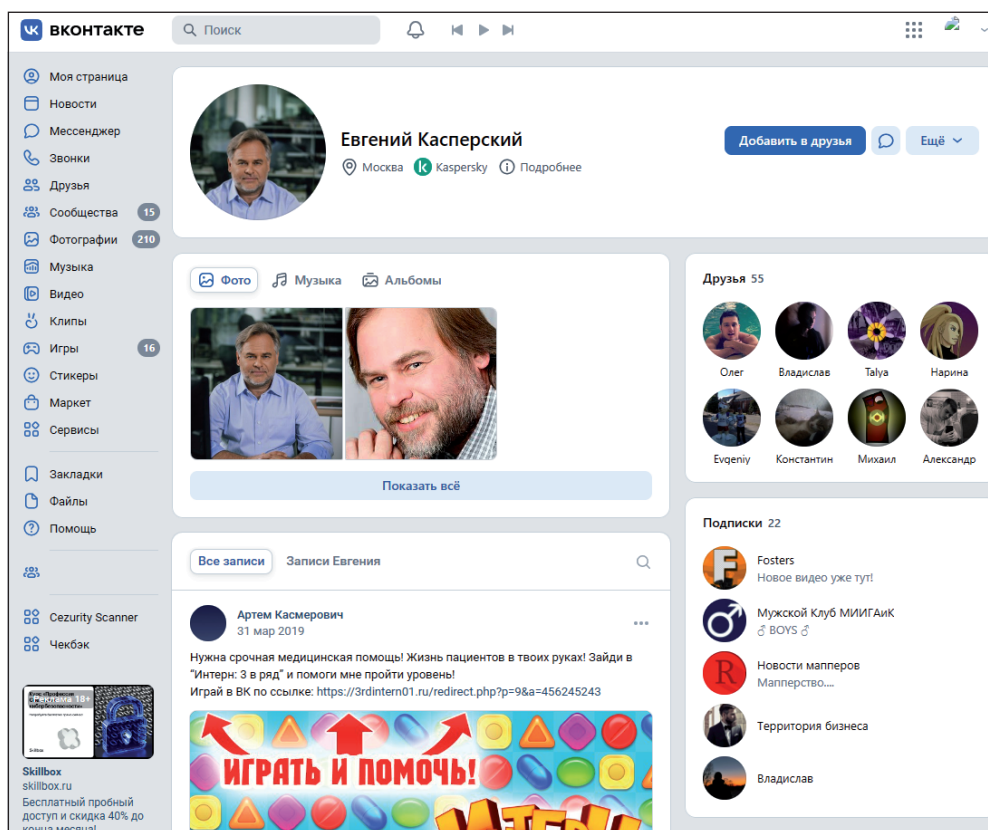 ВКОНТАКТЕ
Поиск
Моя страница
Новости
Мессенджер
Звонки
Друзья
Сообщества 15
Фотографии 210
Музыка
Видео
Клипы
Игры 16
Стикеры
Маркет
Сервисы
Закладки
Файлы
Помощь
Cezurity Scanner
Чекбэк
Реклама 18+
Skillbox
skillbox.ru
Бесплатный пробный
доступ и скидка 40% до
конца месяца!
Евгений Касперский
Москва Kaspersky Подробнее
Добавить в друзья
Ещё
Фото Музыка Альбомы
Показать всё
Все записи Записи Евгения
Артем Касмерович
31 мар 2019
Нужна срочная медицинская помощь! Жизнь пациентов в твоих руках! Зайди в
"Интерн: 3 в ряд" и помоги мне пройти уровень!
Играй в ВК по ссылке: https://3rdintern01.ru/redirect.php?p=9&a=456245243
ИГРАТЬ И ПОМОЧЬ!
Друзья 55
Олег Владислав Talya Нарина
Evgeniy Константин Михаил Александр
Подписки 22
F
Fosters
Новое видео уже тут!
Мужской Клуб МИИГАиК
♂ BOYS ♂
R
Новости мапперов
Мапперство....
Территория бизнеса
Владислав